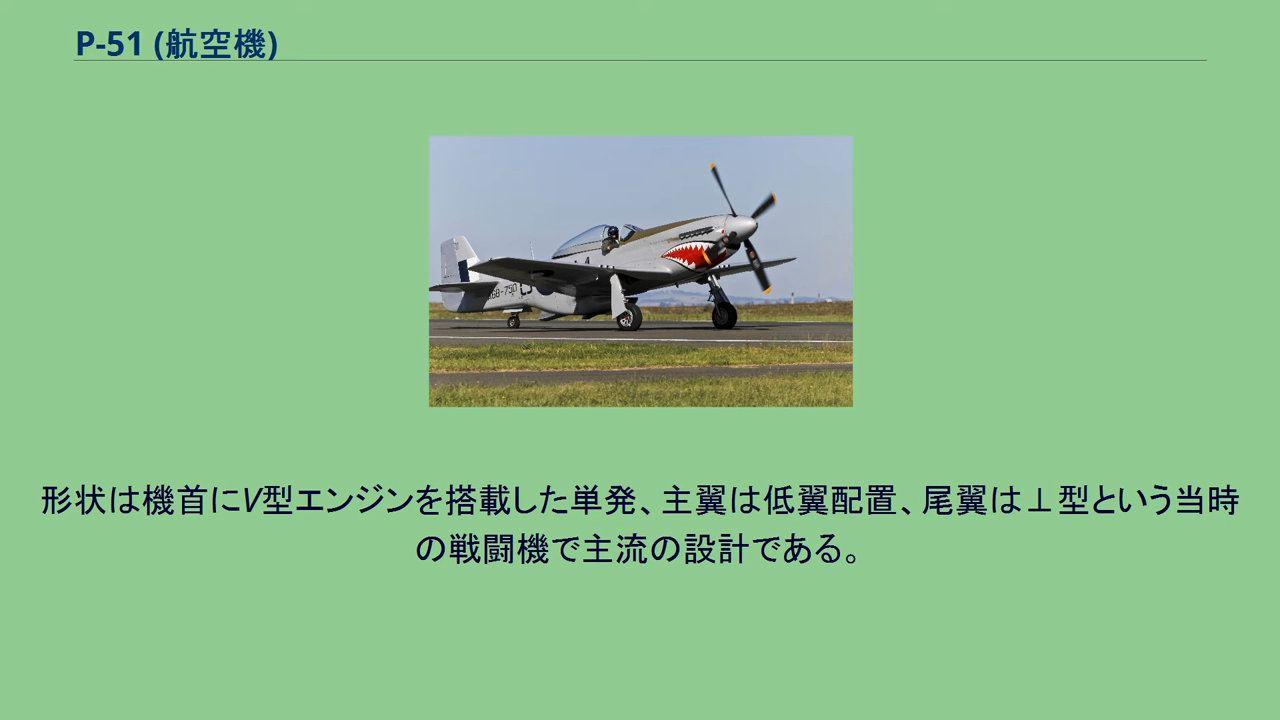 P-51 (航空機)
形状は機首にV型エンジンを搭載した単発、主翼は低翼配置、尾翼は⊥型という当時
の戦闘機で主流の設計である。